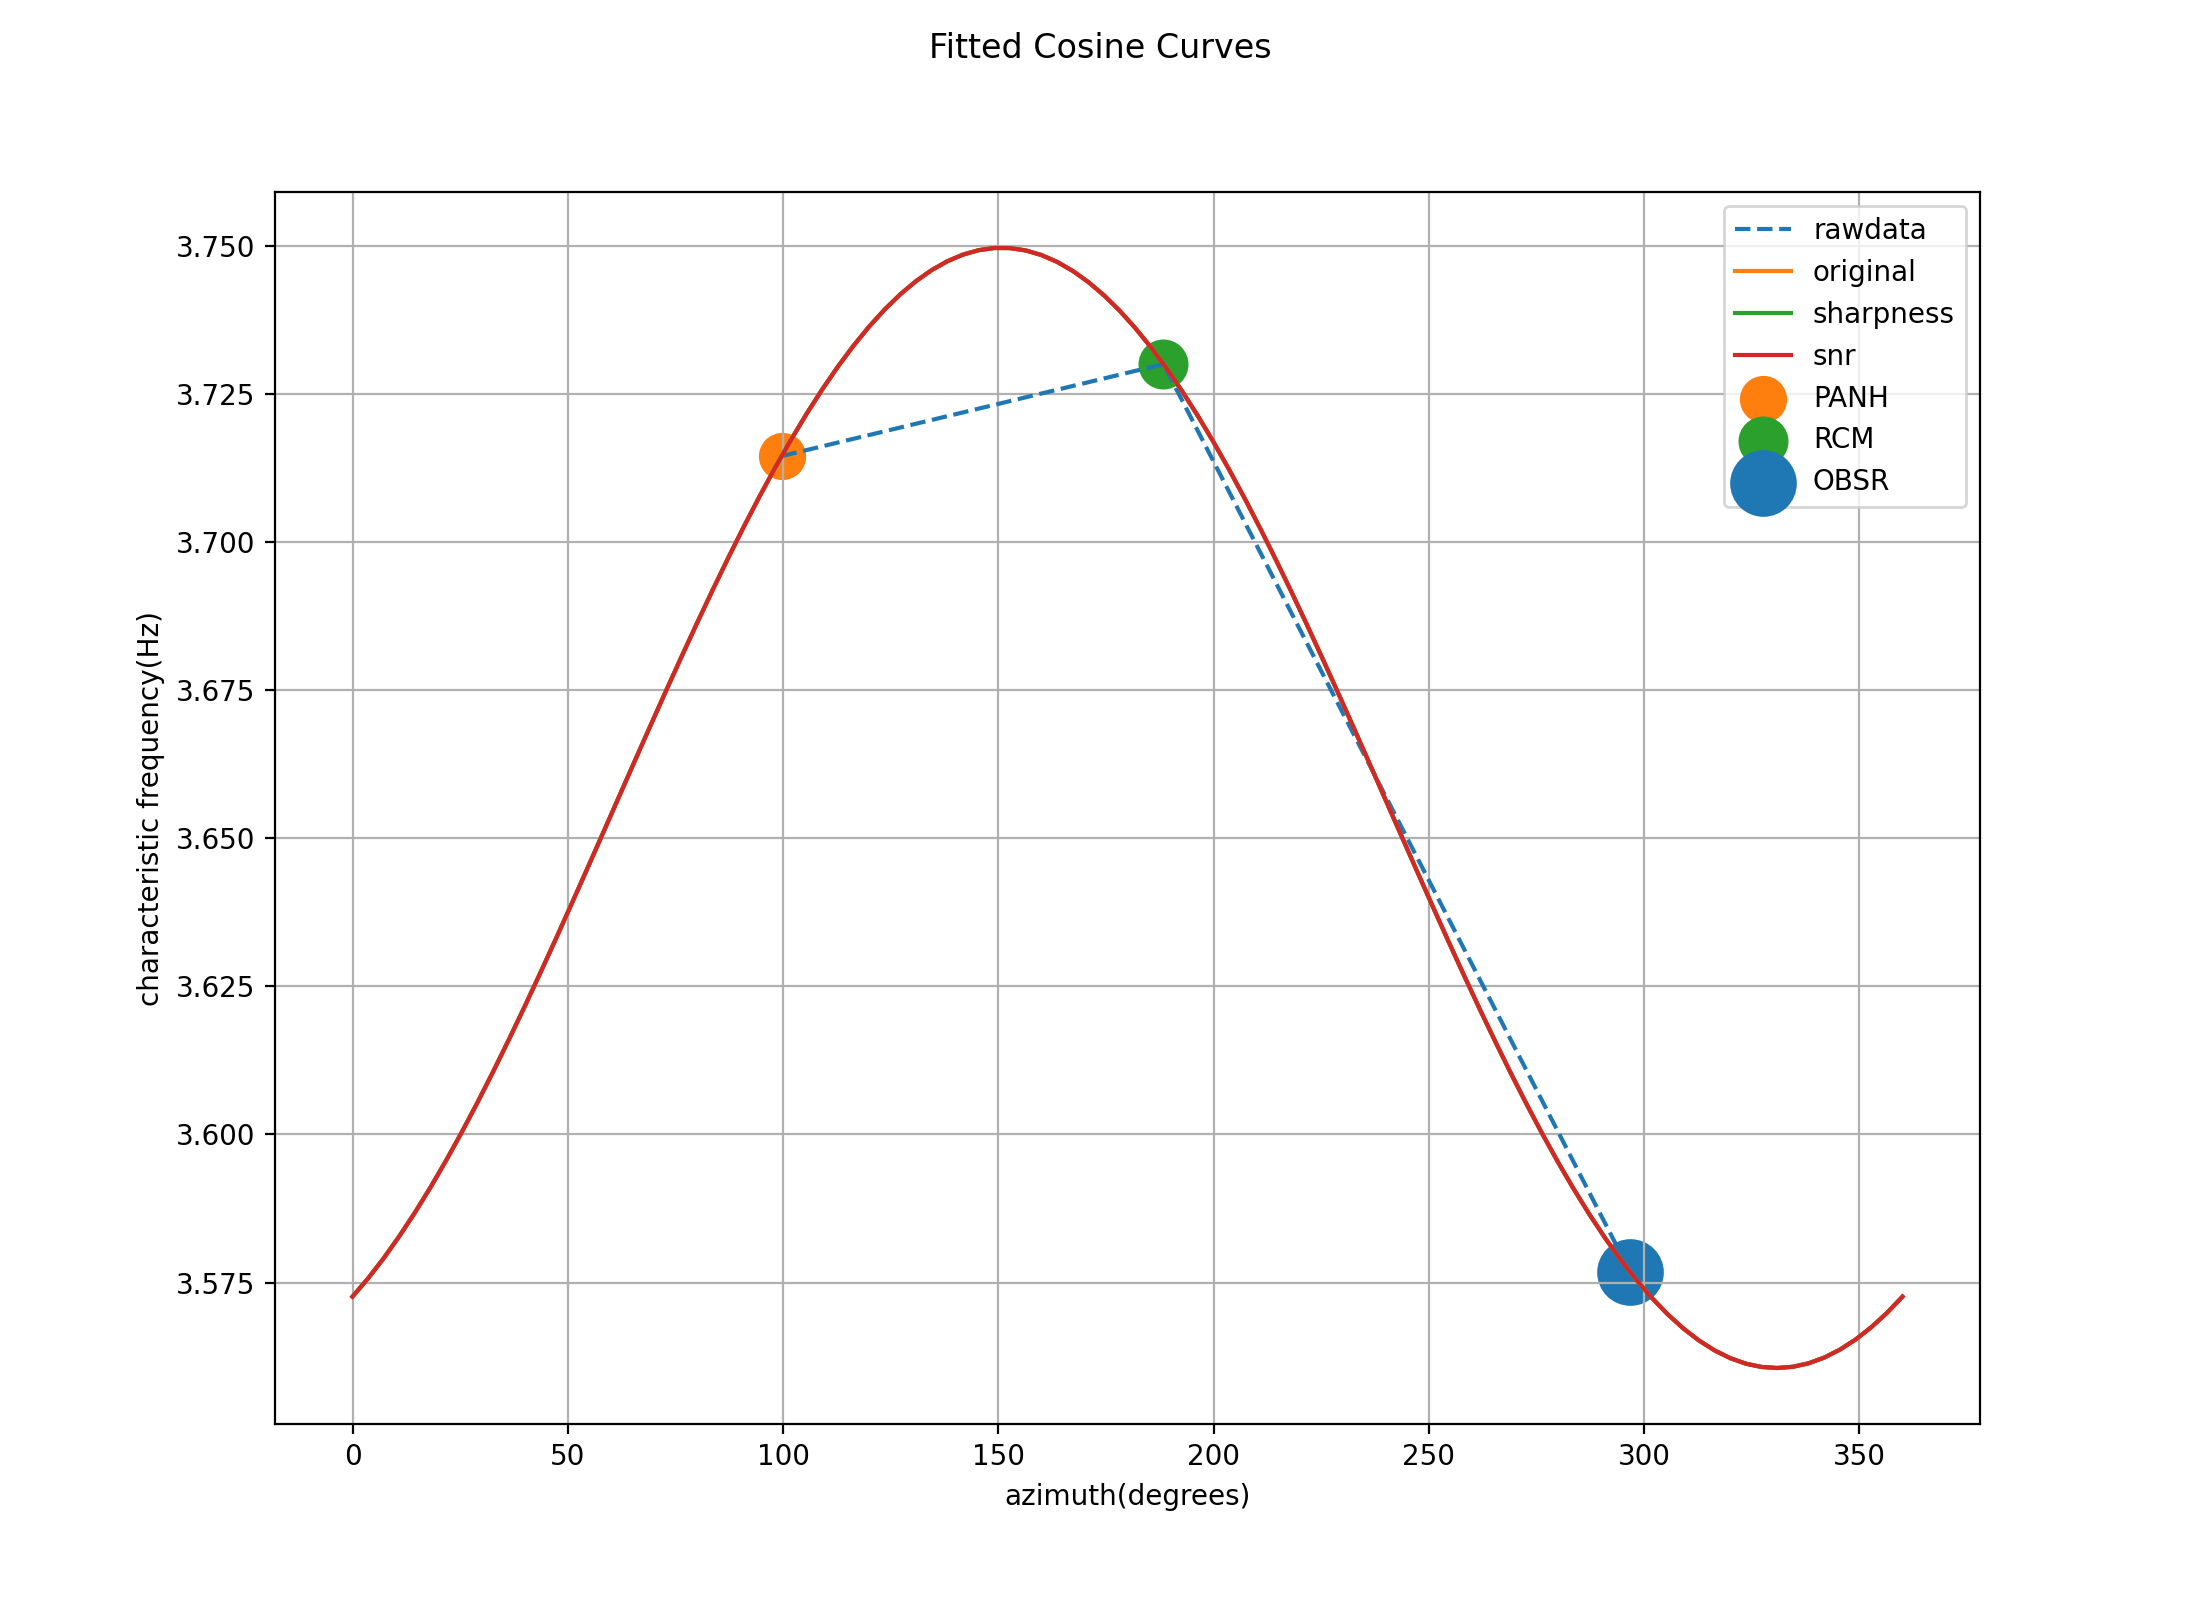 Fitted Cosine Curves
3.750
3.725
3.700
3.675
3.650
3.625
3.600
3.575
characteristic frequency(Hz)
rawdata
original
sharpness
snr
PANH
RCM
OBSR
0 50 100 150 200 250 300 350
azimuth(degrees)